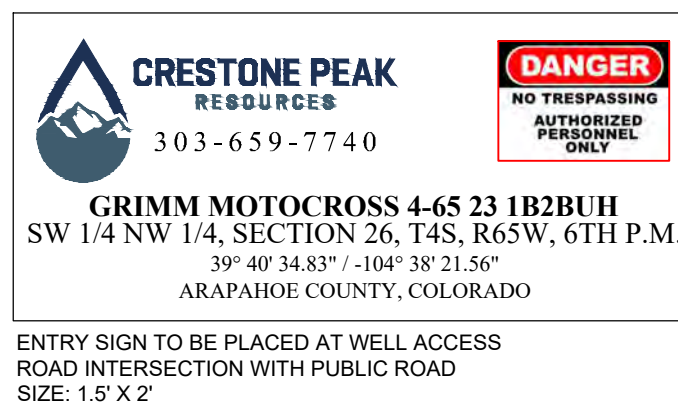 CRESTONE PEAK
RESOURCES
303-659-7740
DANGER
NO TRESPASSING
AUTHORIZED
PERSONNEL
ONLY
GRIMM MOTOCROSS 4-65 23 1B2BUH
SW 1/4 NW 1/4, SECTION 26, T4S, R65W, 6TH P.M.
39° 40' 34.83" / -104° 38' 21.56"
ARAPAHOE COUNTY, COLORADO
ENTRY SIGN TO BE PLACED AT WELL ACCESS
ROAD INTERSECTION WITH PUBLIC ROAD
SIZE: 1.5' X 2'